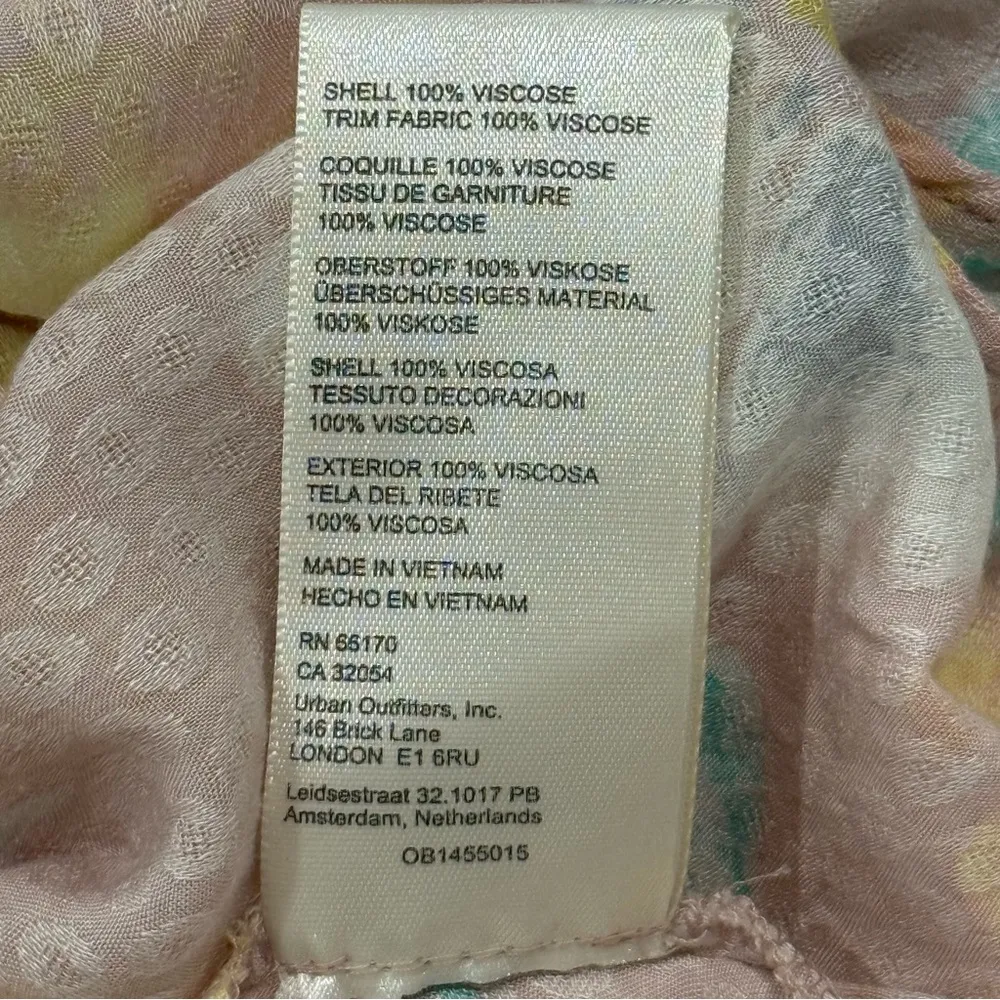 SHELL 100% VISCOSE
TRIM FABRIC 100% VISCOSE
COQUILLE 100% VISCOSE
TISSU DE GARNITURE
100% VISCOSE
OBERSTOFF 100% VISKOSE
ÜBERSCHÜSSIGES MATERIAL
100% VISKOSE
SHELL 100% VISCOSA
TESSUTO DECORAZIONI
100% VISCOSA
EXTERIOR 100% VISCOSA
TELA DEL RIBETE
100% VISCOSA
MADE IN VIETNAM
HECHO EN VIETNAM
RN 66170
CA 32054
Urban Outfitters, Inc.
146 Brick Lane
LONDON E1 6RU
Leidsestraat 32.1017 PB
Amsterdam, Netherlands
OB1455015